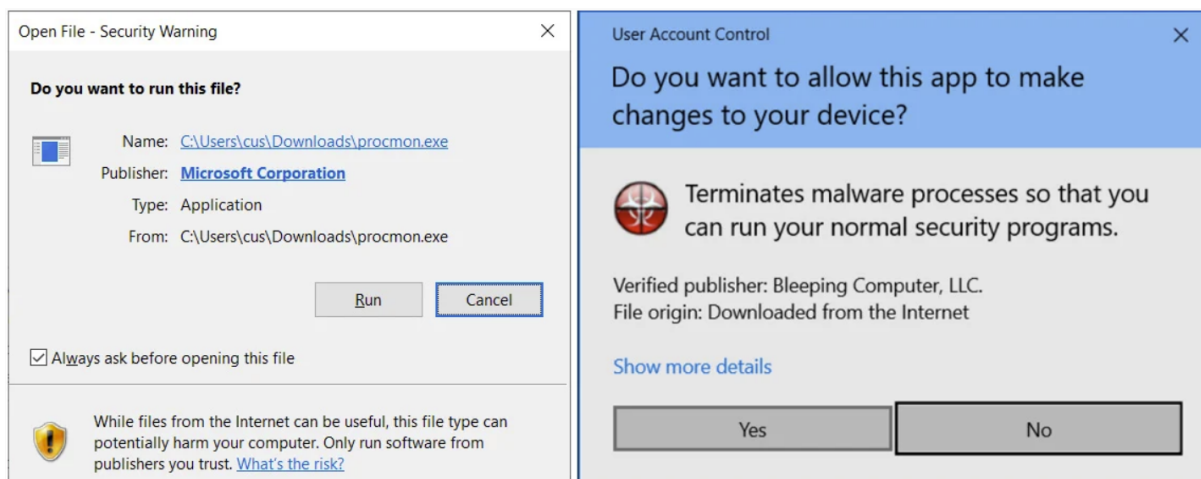 Open File - Security Warning
Do you want to run this file?
Name: C:\Users\cus\Downloads\procmon.exe
Publisher: Microsoft Corporation
Type: Application
From: C:\Users\cus\Downloads\procmon.exe
Run Cancel
Always ask before opening this file
While files from the Internet can be useful, this file type can
potentially harm your computer. Only run software from
publishers you trust. What's the risk?
User Account Control
Do you want to allow this app to make
changes to your device?
Terminates malware processes so that you
can run your normal security programs.
Verified publisher: Bleeping Computer, LLC.
File origin: Downloaded from the Internet
Show more details
Yes No